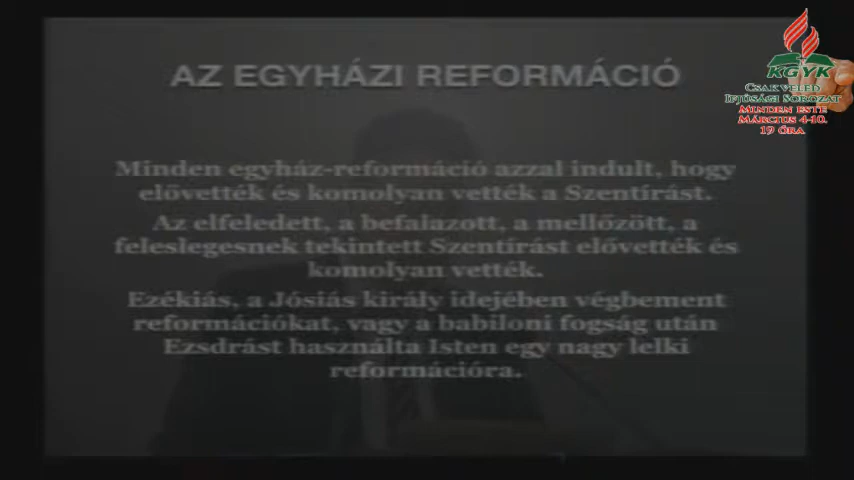 AZ EGYHÁZI REFORMÁCIÓ
Minden egyház-reformáció azzal indult, hogy
elővették és komolyan vették a Szentírást.
Az elfeledett, a befalazott, a mellőzött, a
feleslegesnek tekintett Szentírást elővették és
komolyan vették.
Ezékiás, a Jósiás király idejében végbement
reformációkat, vagy a babiloni fogság után
Ezsdrást használta Isten egy nagy lelki
reformációra.
KGYK
CSAK VELED
IFJÚSÁGI SOROZAT
MINDEN ESTE
MÁRCIUS 4-10.
19 ÓRA